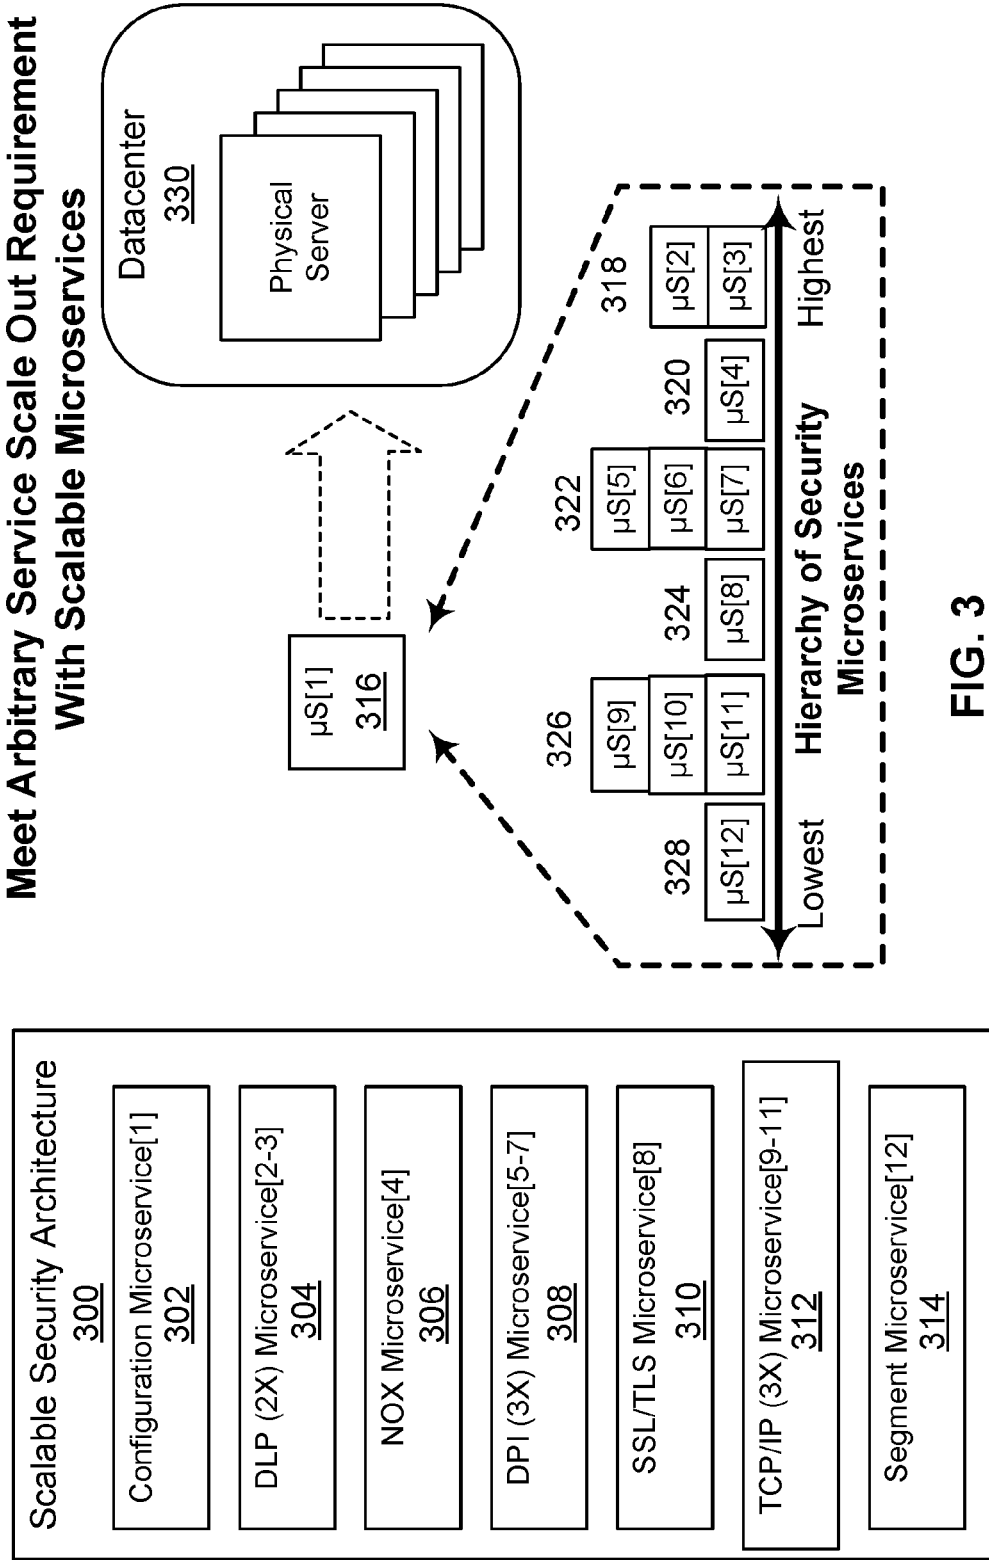 Meet Arbitrary Service Scale Out Requirement
With Scalable Microservices
Scalable Security Architecture
300
Configuration Microservice[1]
302
DLP (2X) Microservice[2-3]
304
NOX Microservice[4]
306
DPI (3X) Microservice[5-7]
308
SSL/TLS Microservice[8]
310
TCP/IP (3X) Microservice[9-11]
312
Segment Microservice[12]
314
µS[1]
316
Datacenter
330
Physical
Server
328
µS[12]
326
µS[9]
µS[10]
µS[11]
324
µS[8]
322
µS[5]
µS[6]
µS[7]
320
µS[4]
318
µS[2]
µS[3]
Lowest
Hierarchy of Security
Microservices
Highest
FIG. 3